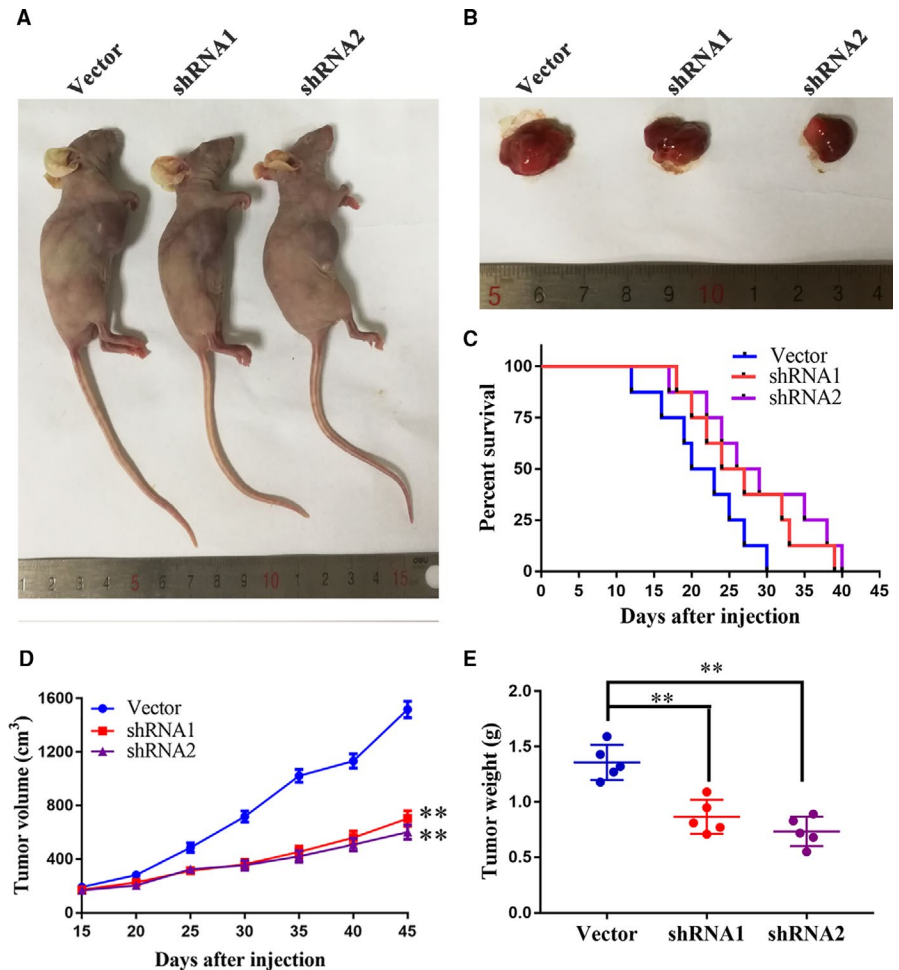 A
Vector
shRNA1
shRNA2
1 2 3 4 5 6 7 8 9 10 1 2 3 4 15
B
Vector
shRNA1
shRNA2
5 6 7 8 9 10 1 2 3 4
C
Percent survival
100
75
50
25
0
0 5 10 15 20 25 30 35 40 45
Days after injection
Vector
shRNA1
shRNA2
D
Tumor volume (cm³)
1600
1200
800
400
0
15 20 25 30 35 40 45
Days after injection
Vector
shRNA1
shRNA2
**
**
E
Tumor weight (g)
2.0
1.5
1.0
0.5
0.0
Vector shRNA1 shRNA2
**
**